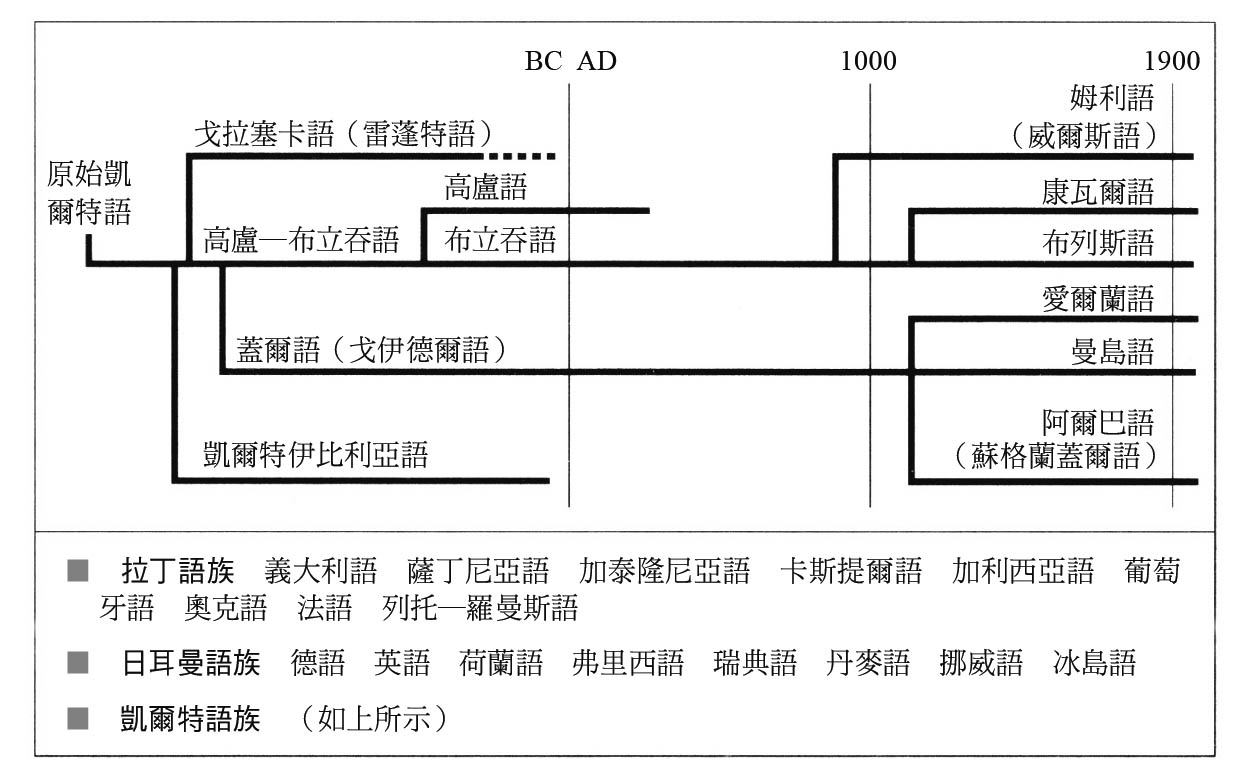 BC AD 1000 1900
姆利語
戈拉塞卡語（雷蓬特語）
（威爾斯語）
原始凱
爾特語
高盧語
康瓦爾語
高盧—布立吞語
布立吞語
布列斯語
愛爾蘭語
蓋爾語（戈伊德爾語）
曼島語
阿爾巴語
凱爾特伊比利亞語
（蘇格蘭蓋爾語）
拉丁語族 義大利語 薩丁尼亞語 加泰隆尼亞語 卡斯提爾語 加利西亞語 葡萄
牙語 奧克語 法語 列托—羅曼斯語
日耳曼語族 德語 英語 荷蘭語 弗里西語 瑞典語 丹麥語 挪威語 冰島語
凱爾特語族 （如上所示）